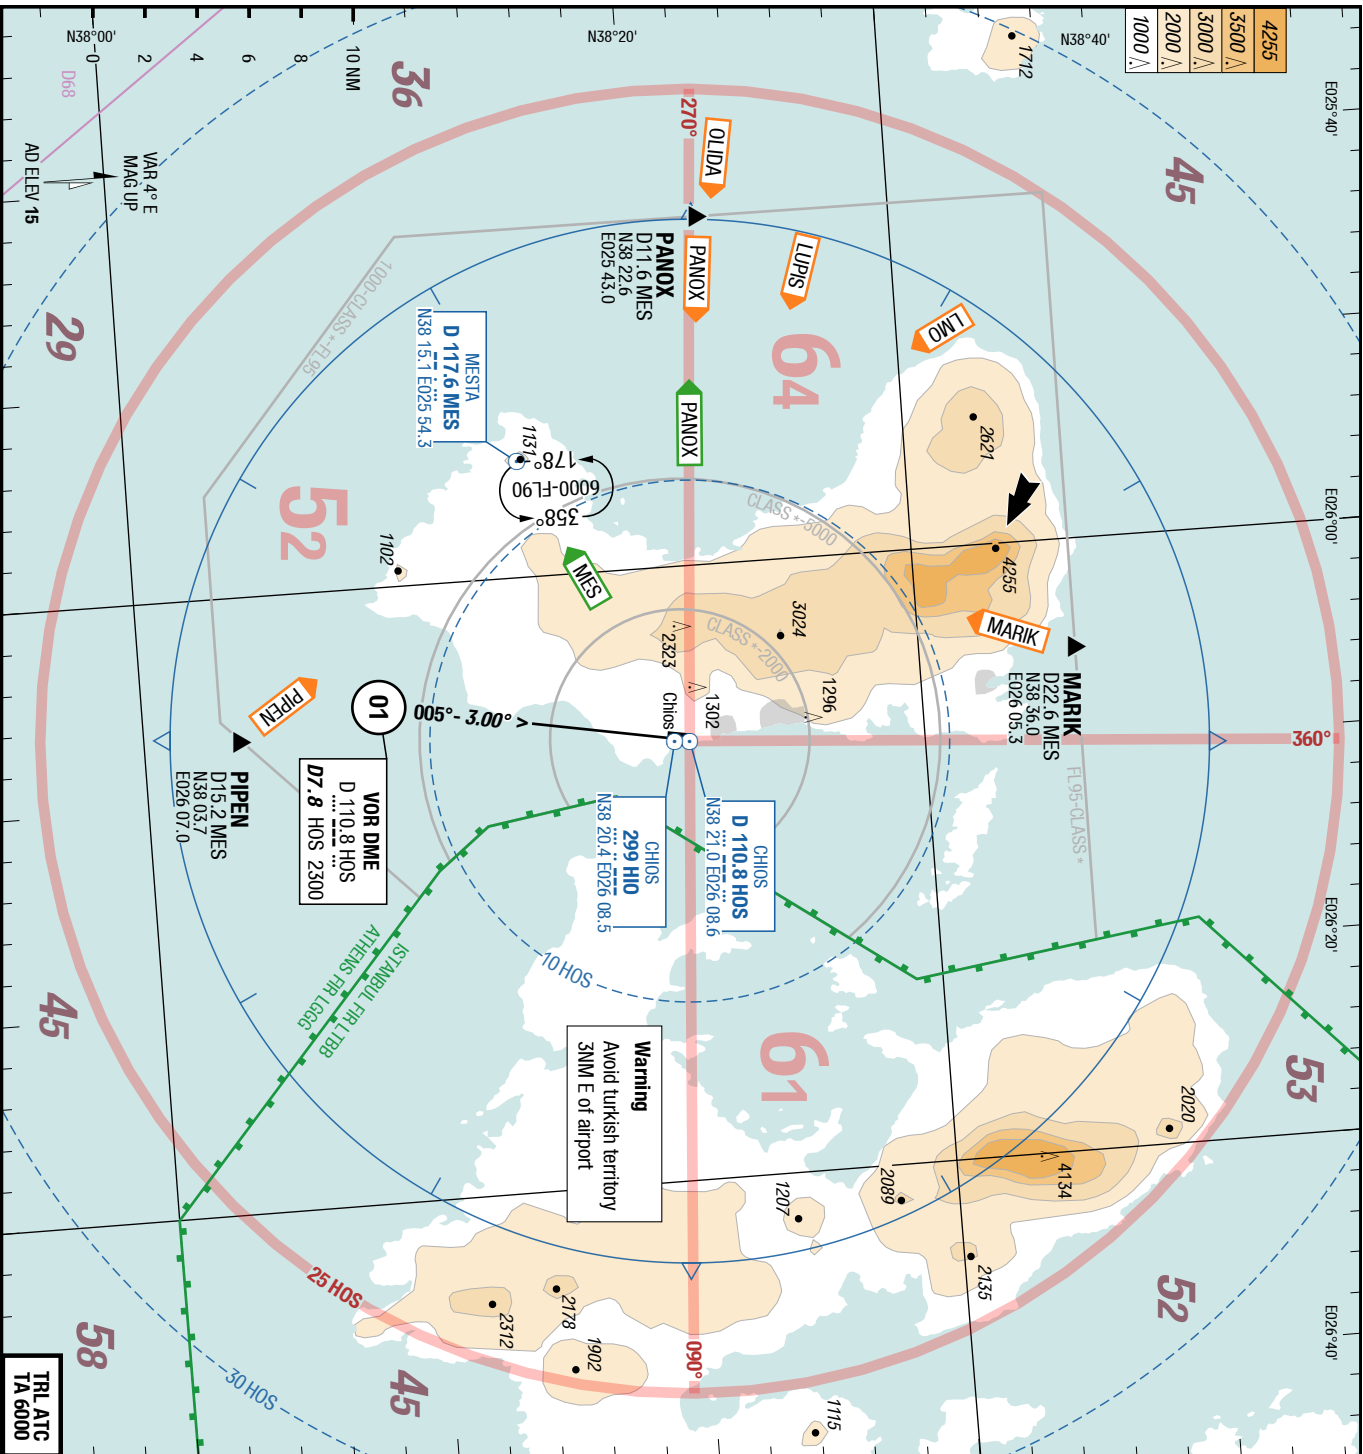 4255
3500
3000
2000
1000
N38°00'
N38°20'
N38°40'
E025°40'
E026°00'
E026°20'
E026°40'
0
2
4
6
8
10 NM
D68
VAR 4° E
MAG UP
AD ELEV 15
36
45
29
64
52
61
45
53
52
58
45
270°
360°
090°
25 HOS
10 HOS
30 HOS
OLIDA
PANOX
LUPIS
LMO
MARIK
PIPEN
PANOX
MES
PANOX
D11.6 MES
N38 22.6
E025 43.0
MARIK
D22.6 MES
N38 36.0
E026 05.3
PIPEN
D15.2 MES
N38 03.7
E026 07.0
MESTA
D 117.6 MES
N38 15.1 E025 54.3
CHIOS
D 110.8 HOS
N38 21.0 E026 08.6
CHIOS
299 HIO
N38 20.4 E026 08.5
Chios
178°
6000-FL90
358°
01
005° - 3.00° >
VOR DME
D 110.8 HOS
D7.8 HOS 2300
Warning
Avoid turkish territory
3NM E of airport
1000-CLASS *-FL95
CLASS *-5000
CLASS *-2000
FL95-CLASS *
ISTANBUL FIR LTBB
ATHENS FIR LGGG
1712
2621
4255
3024
2323
1302
1296
1131
1102
2020
4134
2089
2135
1207
2178
2312
1902
1115
TRL ATC
TA 6000